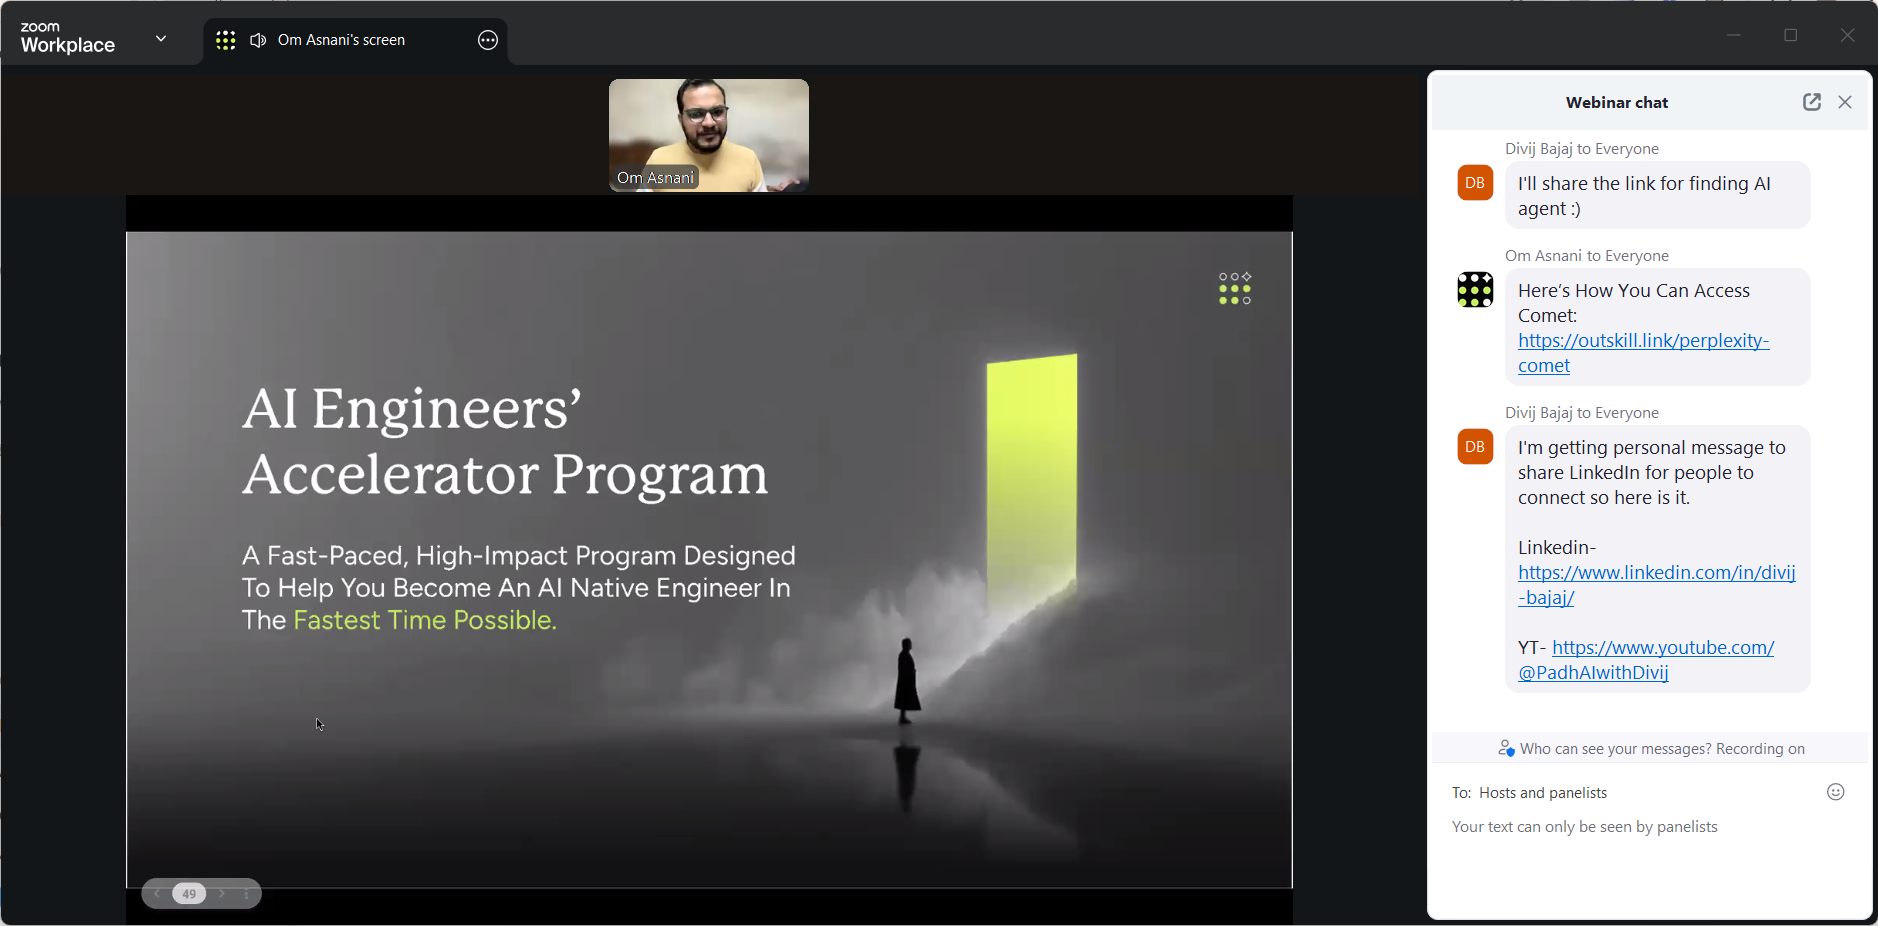 zoom
Workplace
Om Asnani's screen
Om Asnani
AI Engineers’
Accelerator Program
A Fast-Paced, High-Impact Program Designed
To Help You Become An AI Native Engineer In
The Fastest Time Possible.
49
Webinar chat
Divij Bajaj to Everyone
DB
I'll share the link for finding AI
agent :)
Om Asnani to Everyone
Here’s How You Can Access
Comet:
https://outskill.link/perplexity-
comet
Divij Bajaj to Everyone
DB
I'm getting personal message to
share LinkedIn for people to
connect so here is it.
Linkedin-
https://www.linkedin.com/in/divij
-bajaj/
YT- https://www.youtube.com/
@PadhAIwithDivij
Who can see your messages? Recording on
To: Hosts and panelists
Your text can only be seen by panelists